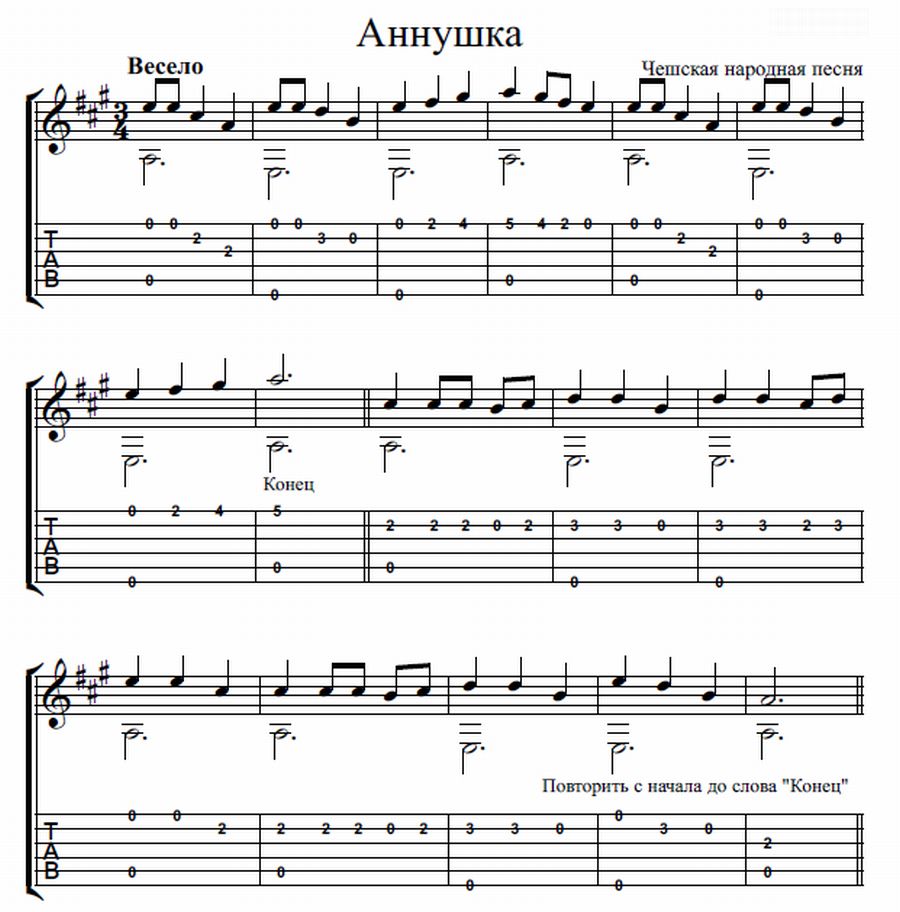 Аннушка
Весело
Чешская народная песня
3
4
0 0 2 2 0 0 3 0 0 2 4 5 4 2 0 0 0 2 2 0 0 3 0
T
A
B
0 0 0 0 0 0
Конец
0 2 4 5 2 2 2 0 2 3 3 0 3 3 2 3
T
A
B
0 0 0 0 0
Повторить с начала до слова "Конец"
0 0 2 2 2 2 0 2 3 3 0 0 3 0 2
T
A
B
0 0 0 0 0